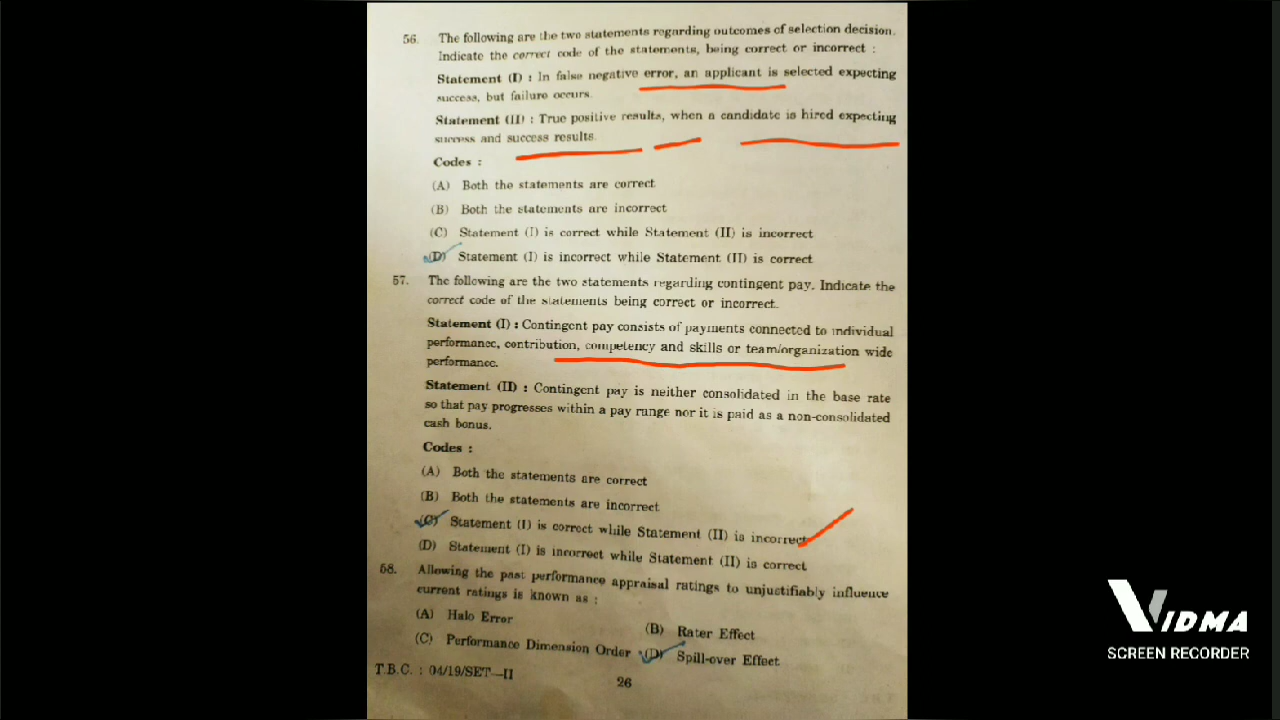 56. The following are the two statements regarding outcomes of selection decision.
Indicate the correct code of the statements, being correct or incorrect :
Statement (I) : In false negative error, an applicant is selected expecting
success, but failure occurs.
Statement (II) : True positive results, when a candidate is hired expecting
success and success results.
Codes :
(A) Both the statements are correct
(B) Both the statements are incorrect
(C) Statement (I) is correct while Statement (II) is incorrect
(D) Statement (I) is incorrect while Statement (II) is correct
57. The following are the two statements regarding contingent pay. Indicate the
correct code of the statements being correct or incorrect.
Statement (I) : Contingent pay consists of payments connected to individual
performance, contribution, competency and skills or team/organization wide
performance.
Statement (II) : Contingent pay is neither consolidated in the base rate
so that pay progresses within a pay range nor it is paid as a non-consolidated
cash bonus.
Codes :
(A) Both the statements are correct
(B) Both the statements are incorrect
(C) Statement (I) is correct while Statement (II) is incorrect
(D) Statement (I) is incorrect while Statement (II) is correct
58. Allowing the past performance appraisal ratings to unjustifiably influence
current ratings is known as :
(A) Halo Error
(B) Rater Effect
(C) Performance Dimension Order
(D) Spill-over Effect
T.B.C. : 04/19/SET—II
26
VIDMA
SCREEN RECORDER